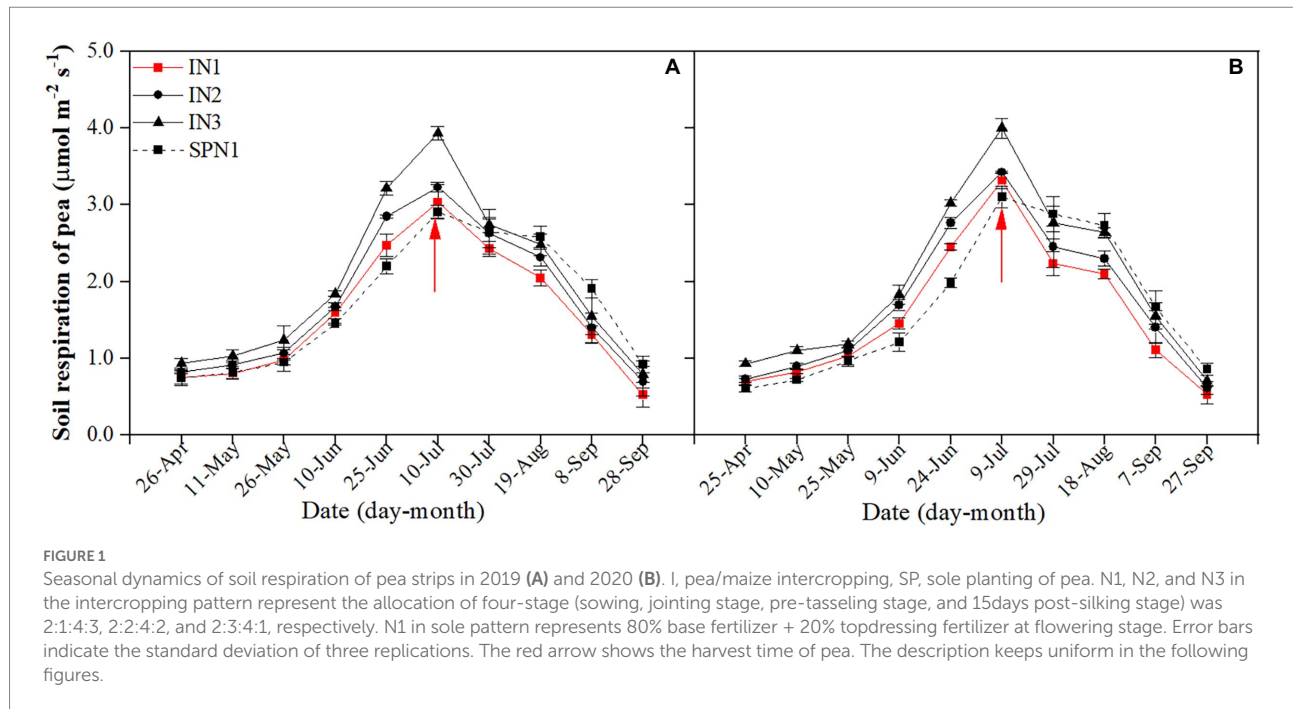 5.0
4.0
3.0
2.0
1.0
0.0
Soil respiration of pea (μmol m⁻² s⁻¹)
IN1
IN2
IN3
SPN1
A
B
26-Apr
11-May
26-May
10-Jun
25-Jun
10-Jul
30-Jul
19-Aug
8-Sep
28-Sep
25-Apr
10-May
25-May
9-Jun
24-Jun
9-Jul
29-Jul
18-Aug
7-Sep
27-Sep
Date (day-month)
Date (day-month)
FIGURE 1
Seasonal dynamics of soil respiration of pea strips in 2019 (A) and 2020 (B). I, pea/maize intercropping, SP, sole planting of pea. N1, N2, and N3 in
the intercropping pattern represent the allocation of four-stage (sowing, jointing stage, pre-tasseling stage, and 15days post-silking stage) was
2:1:4:3, 2:2:4:2, and 2:3:4:1, respectively. N1 in sole pattern represents 80% base fertilizer + 20% topdressing fertilizer at flowering stage. Error bars
indicate the standard deviation of three replications. The red arrow shows the harvest time of pea. The description keeps uniform in the following
figures.